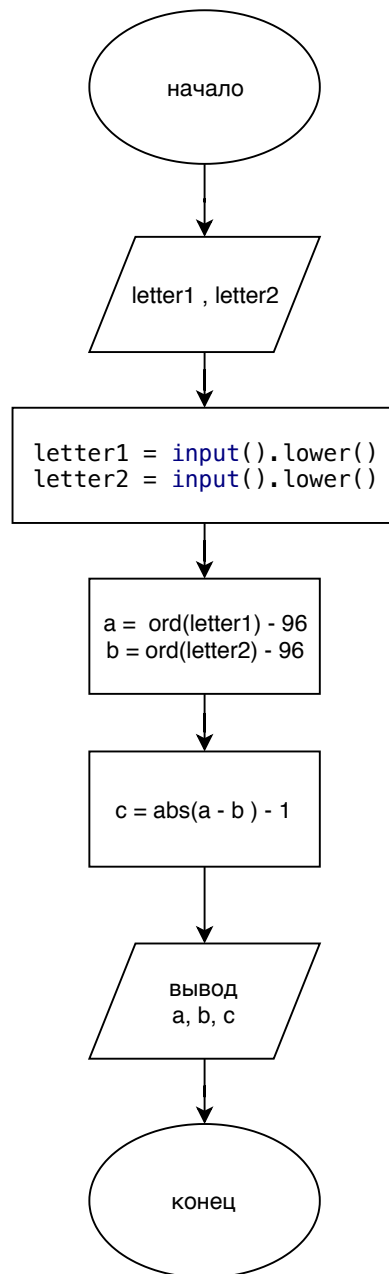 начало
letter1 , letter2
letter1 = input().lower()
letter2 = input().lower()
a = ord(letter1) - 96
b = ord(letter2) - 96
c = abs(a - b ) - 1
вывод
a, b, c
конец